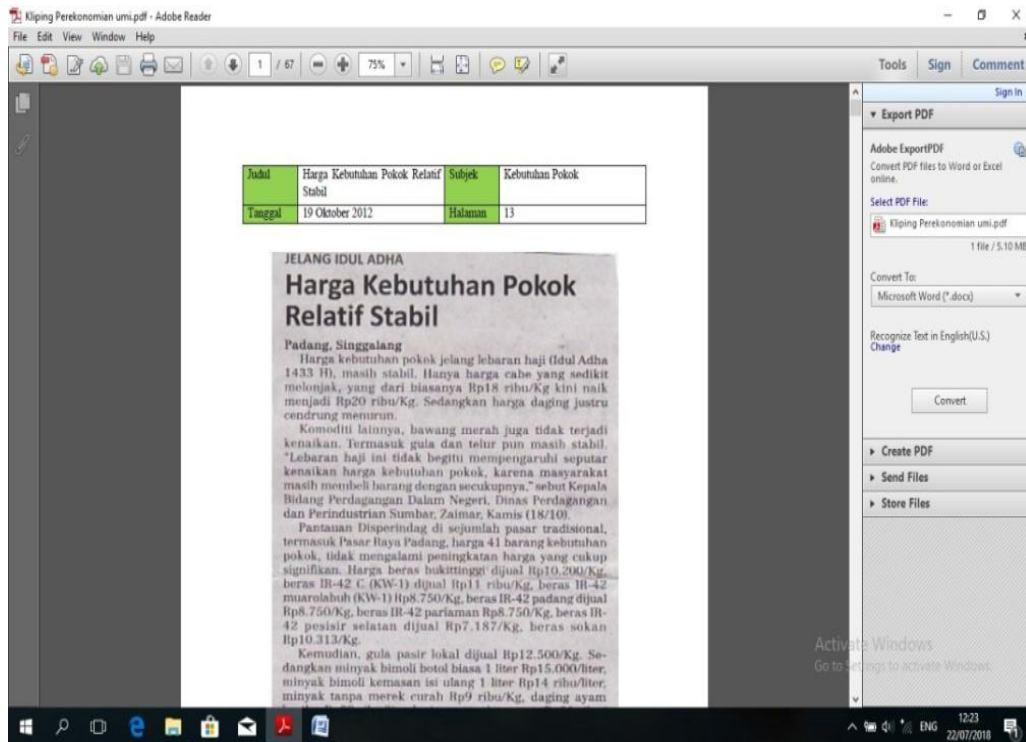 Kliping Perekonomian umi.pdf - Adobe Reader
File Edit View Window Help
1 / 67 75% Tools Sign Comment
Sign In
Export PDF
Adobe ExportPDF
Convert PDF files to Word or Excel
online.
Select PDF File:
Kliping Perekonomian umi.pdf
1 file / 5.10 MB
Convert To:
Microsoft Word (*.docx)
Recognize Text in English(U.S.)
Change
Convert
Create PDF
Send Files
Store Files
Judul Harga Kebutuhan Pokok Relatif Stabil Subjek Kebutuhan Pokok
Tanggal 19 Oktober 2012 Halaman 13
JELANG IDUL ADHA
Harga Kebutuhan Pokok
Relatif Stabil
Padang, Singgalang
Harga kebutuhan pokok jelang lebaran haji (Idul Adha
1433 H), masih stabil. Hanya harga cabe yang sedikit
melonjak, yang dari biasanya Rp18 ribu/Kg kini naik
menjadi Rp20 ribu/Kg. Sedangkan harga daging justru
cendrung menurun.
Komoditi lainnya, bawang merah juga tidak terjadi
kenaikan. Termasuk gula dan telur pun masih stabil.
"Lebaran haji ini tidak begitu mempengaruhi seputar
kenaikan harga kebutuhan pokok, karena masyarakat
masih membeli barang dengan secukupnya," sebut Kepala
Bidang Perdagangan Dalam Negeri, Dinas Perdagangan
dan Perindustrian Sumbar, Zaimar, Kamis (18/10).
Pantauan Disperindag di sejumlah pasar tradisional,
termasuk Pasar Raya Padang, harga 41 barang kebutuhan
pokok, tidak mengalami peningkatan harga yang cukup
signifikan. Harga beras bukittinggi dijual Rp10.200/Kg,
beras IR-42 C (KW-1) dijual Rp11 ribu/Kg, beras IR-42
muarolabuh (KW-1) Rp8.750/Kg, beras IR-42 padang dijual
Rp8.750/Kg, beras IR-42 pariaman Rp8.750/Kg, beras IR-
42 pesisir selatan dijual Rp7.187/Kg, beras sokan
Rp10.313/Kg.
Kemudian, gula pasir lokal dijual Rp12.500/Kg. Se-
dangkan minyak bimoli botol biasa 1 liter Rp15.000/liter,
minyak bimoli kemasan isi ulang 1 liter Rp14 ribu/liter,
minyak tanpa merek curah Rp9 ribu/Kg, daging ayam
Activate Windows
Go to Settings to activate Windows.
ENG 12:23
22/07/2018